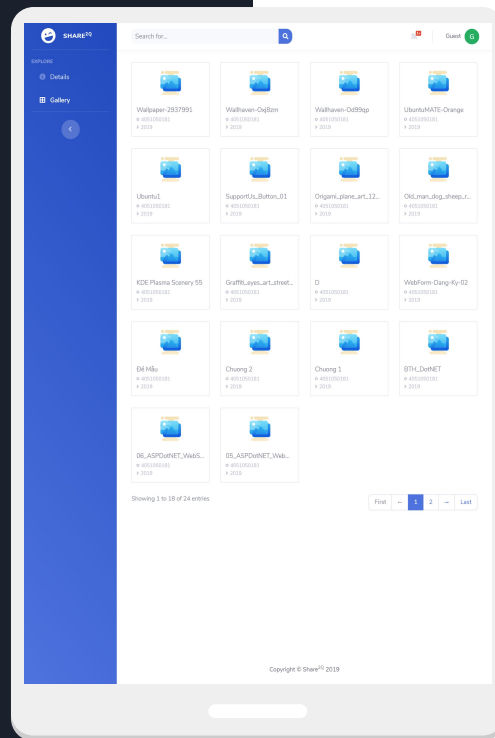 SHARE2Q
Search for...
Guest
G
EXPLORE
Details
Gallery
Wallpaper-2937991
4051050181
2019
Wallhaven-Oxj8zm
4051050181
2019
Wallhaven-Od99qp
4051050181
2019
UbuntuMATE-Orange
4051050181
2019
Ubuntu1
4051050181
2019
SupportUs_Button_01
4051050181
2019
Origami_plane_art_12...
4051050181
2019
Old_man_dog_sheep_r...
4051050181
2019
KDE Plasma Scenery 55
4051050181
2019
Graffiti_eyes_art_street...
4051050181
2019
D
4051050181
2019
WebForm-Dang-Ky-02
4051050181
2019
Đề Mẫu
4051050181
2019
Chuong 2
4051050181
2019
Chuong 1
4051050181
2019
BTH_DotNET
4051050181
2019
06_ASPDotNET_WebS...
4051050181
2019
05_ASPDotNET_Web...
4051050181
2019
Showing 1 to 18 of 24 entries
First ← 1 2 → Last
Copyright © Share2Q 2019